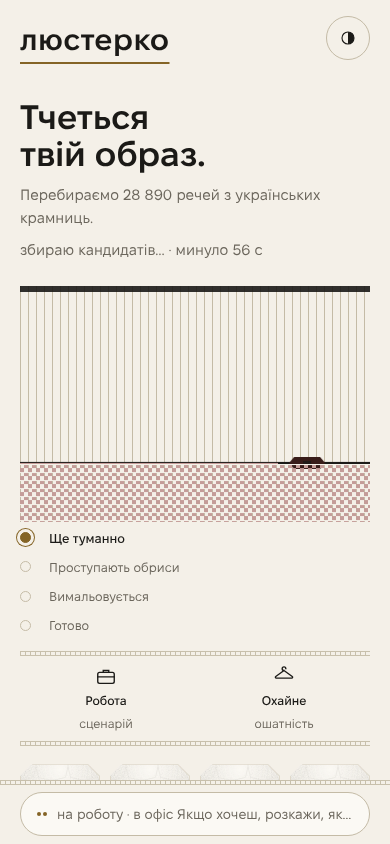 люстерко
Тчеться
твій образ.
Перебираємо 28 890 речей з українських
крамниць.
збираю кандидатів… · минуло 56 с
Ще туманно
Проступають обриси
Вимальовується
Готово
Робота
Охайне
сценарій
ошатність
на роботу · в офіс Якщо хочеш, розкажи, як…